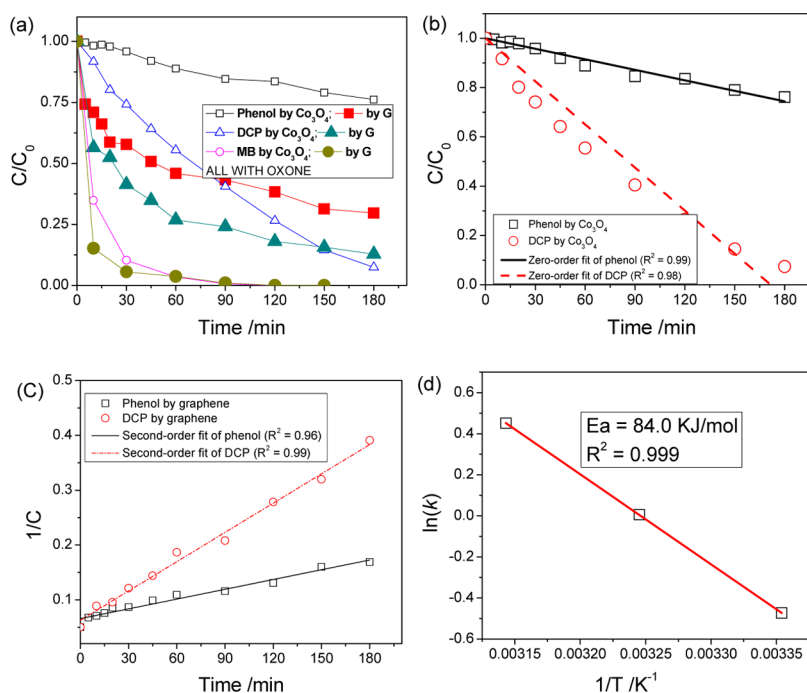 (a)
1.00
0.75
0.50
0.25
0.00
C/C₀
Phenol by Co₃O₄; by G
DCP by Co₃O₄; by G
MB by Co₃O₄; by G
ALL WITH OXONE
0 30 60 90 120 150 180
Time /min
(b)
1.0
0.8
0.6
0.4
0.2
0.0
C/C₀
Phenol by Co₃O₄
DCP by Co₃O₄
Zero-order fit of phenol (R² = 0.99)
Zero-order fit of DCP (R² = 0.98)
0 30 60 90 120 150 180
Time /min
(C)
0.5
0.4
0.3
0.2
0.1
1/C
Phenol by graphene
DCP by graphene
Second-order fit of phenol (R² = 0.96)
Second-order fit of DCP (R² = 0.99)
0 30 60 90 120 150 180
Time /min
(d)
0.6
0.4
0.2
0.0
-0.2
-0.4
-0.6
ln(k)
Ea = 84.0 KJ/mol
R² = 0.999
0.00315 0.00320 0.00325 0.00330 0.00335
1/T /K⁻¹